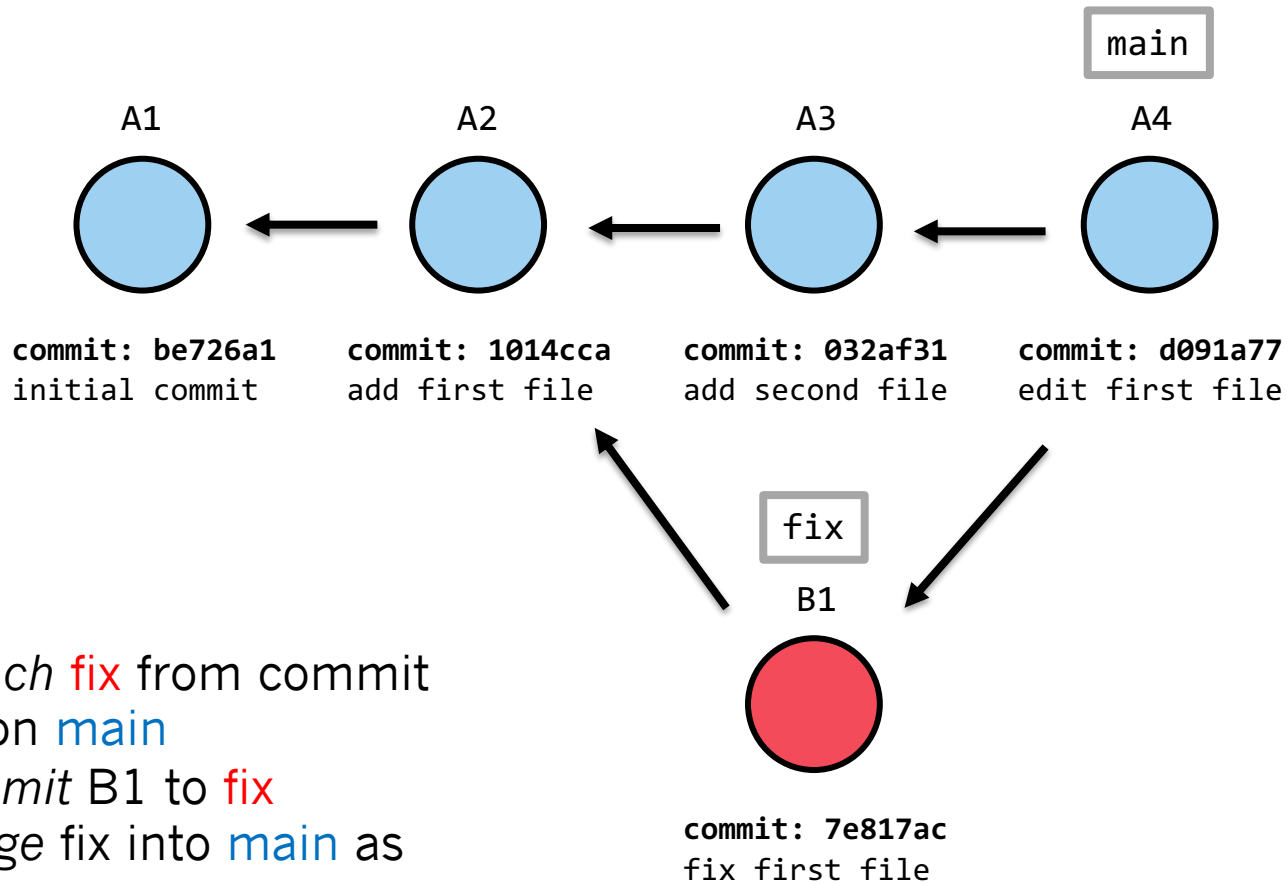 main
A1 A2 A3 A4
commit: be726a1 commit: 1014cca commit: 032af31 commit: d091a77
initial commit add first file add second file edit first file
fix
B1
ch fix from commit
on main
mit B1 to fix
ge fix into main as
commit: 7e817ac
fix first file